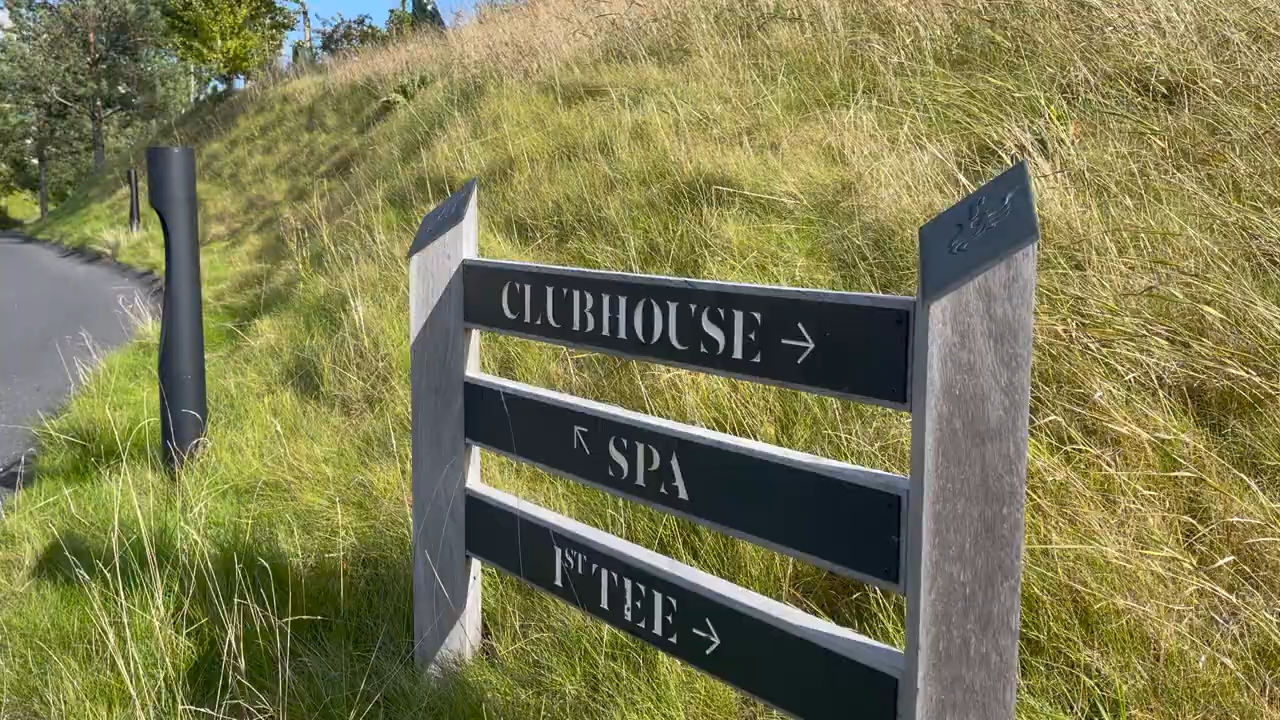 CLUBHOUSE →
↖ SPA
1ST TEE →